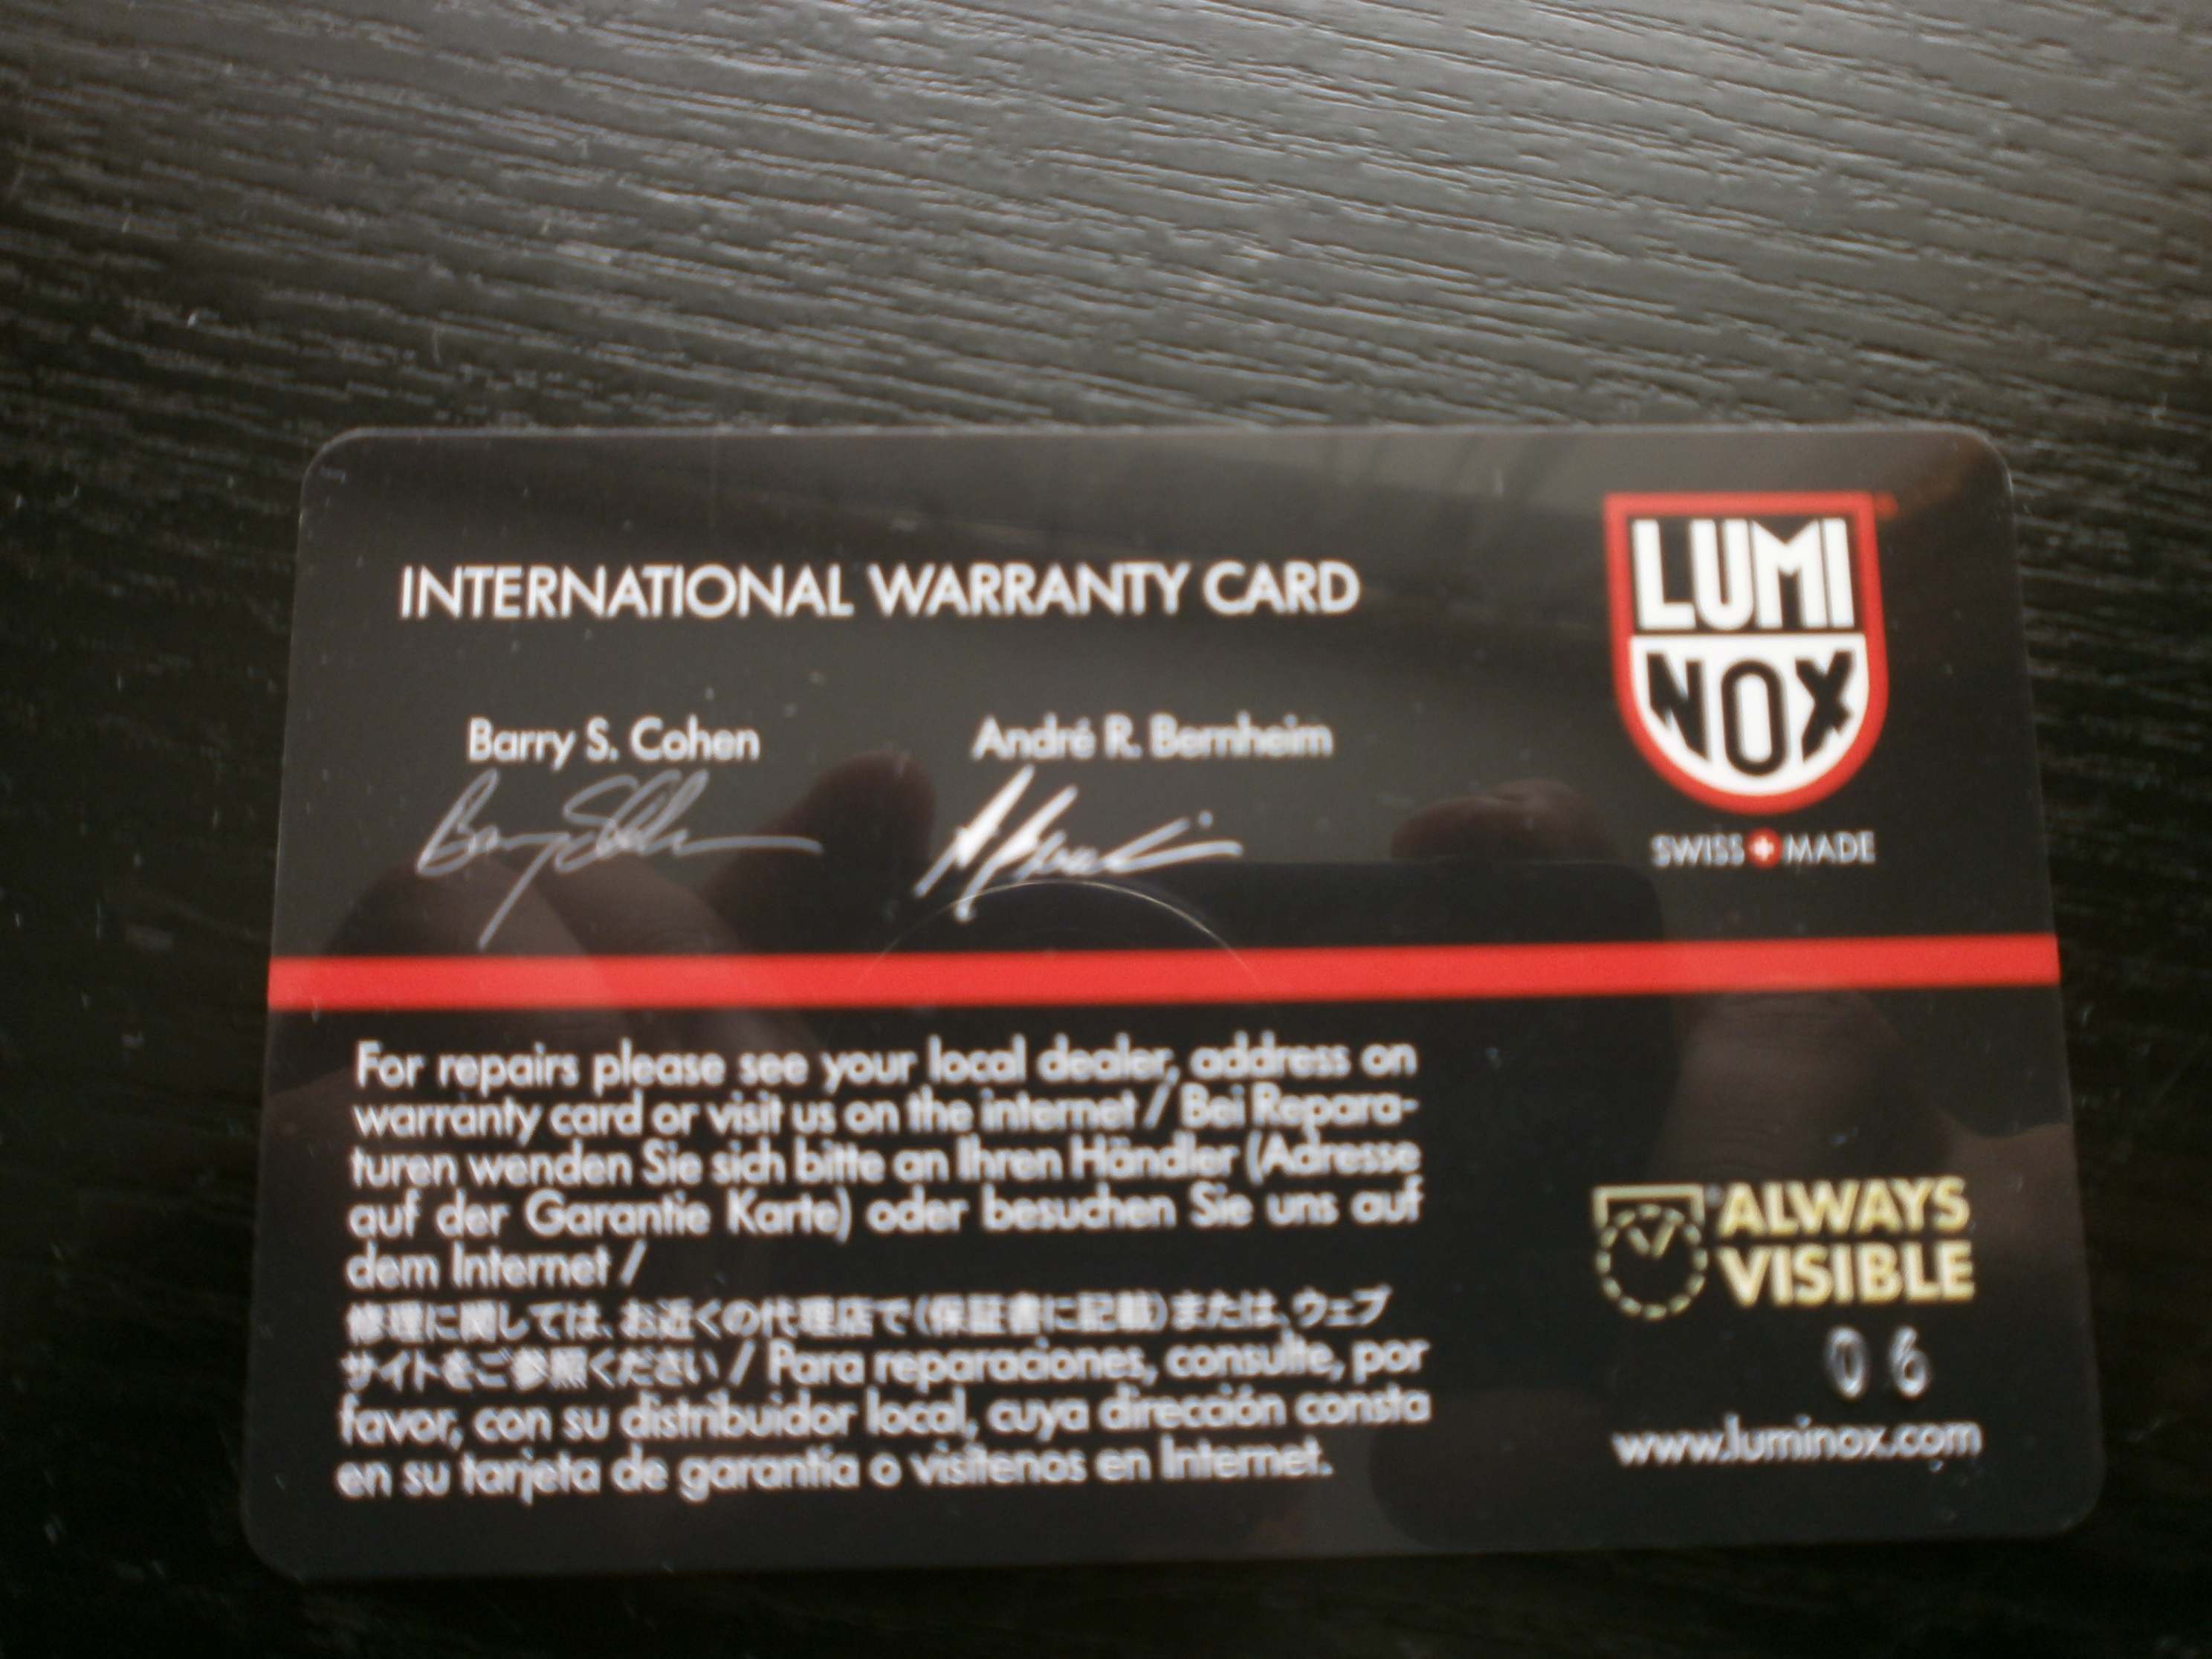 INTERNATIONAL WARRANTY CARD
LUMI
NOX
SWISS MADE
Barry S. Cohen
André R. Bernheim
For repairs please see your local dealer, address on
warranty card or visit us on the internet / Bei Repara-
turen wenden Sie sich bitte an Ihren Händler (Adresse
auf der Garantie Karte) oder besuchen Sie uns auf
dem Internet /
修理に関しては、お近くの代理店で(保証書に記載)または、ウェブ
サイトをご参照ください / Para reparaciones, consulte, por
favor, con su distribuidor local, cuya dirección consta
en su tarjeta de garantía o visítenos en Internet.
ALWAYS
VISIBLE
06
www.luminox.com